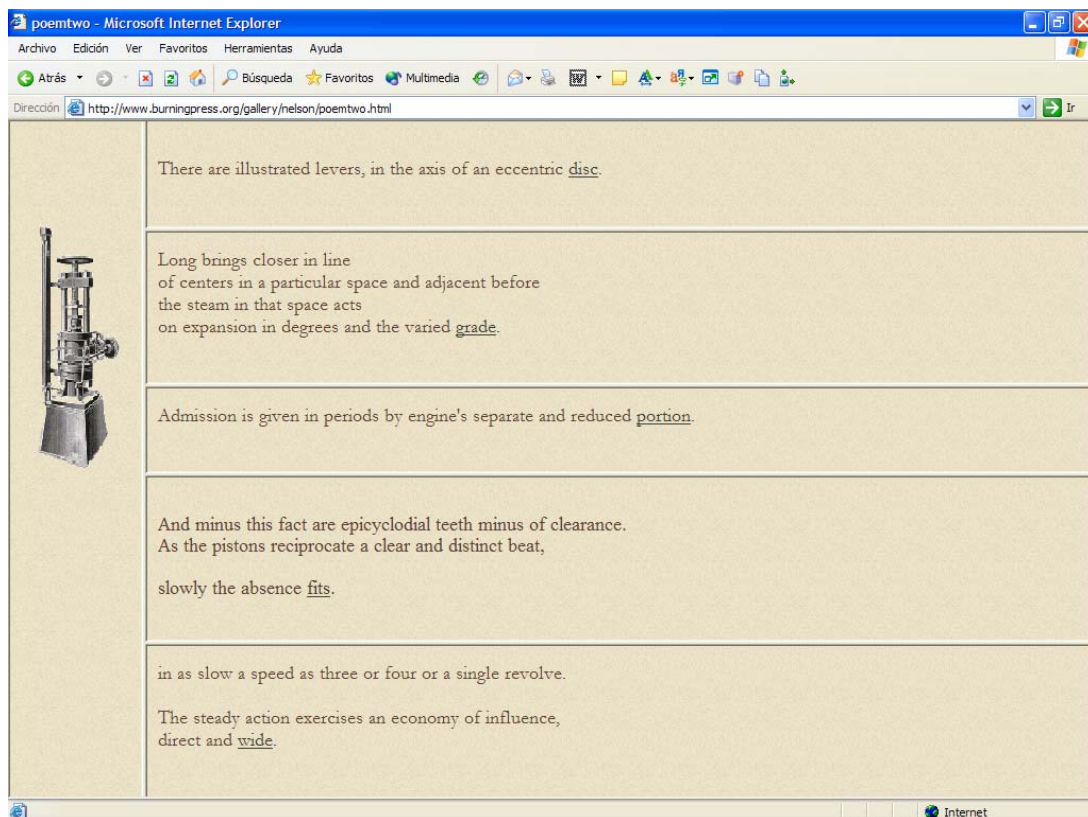 poemtwo - Microsoft Internet Explorer
Archivo Edición Ver Favoritos Herramientas Ayuda
Atrás Búsqueda Favoritos Multimedia
Dirección http://www.burningpress.org/gallery/nelson/poemtwo.html Ir
There are illustrated levers, in the axis of an eccentric disc.
Long brings closer in line
of centers in a particular space and adjacent before
the steam in that space acts
on expansion in degrees and the varied grade.
Admission is given in periods by engine's separate and reduced portion.
And minus this fact are epicyclodial teeth minus of clearance.
As the pistons reciprocate a clear and distinct beat,
slowly the absence fits.
in as slow a speed as three or four or a single revolve.
The steady action exercises an economy of influence,
direct and wide.
Internet